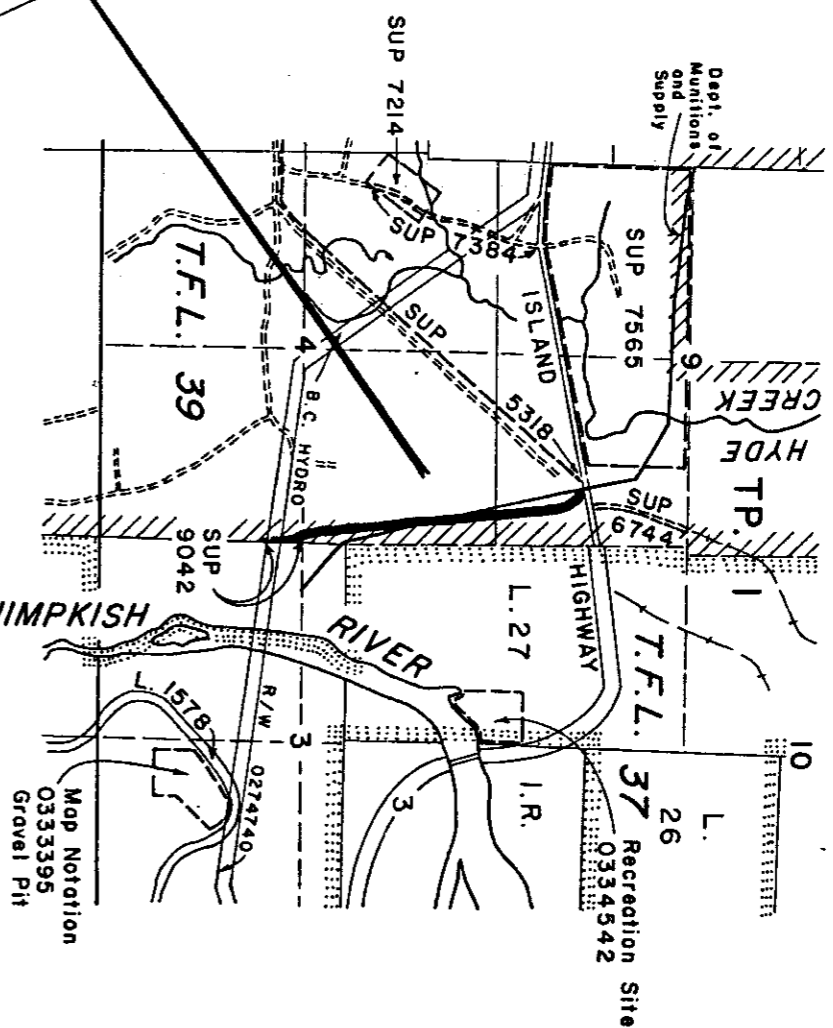 Dept. of
Munitions
and
Supply
SUP 7214
SUP
7384
SUP 7565
ISLAND
HIGHWAY
SUP
5318
9
CREEK
HYDE
TP. 1
SUP
6744
T.F.L. 39
4
B.C. HYDRO
R/W
0274740
SUP
9042
IMPKISH
RIVER
L. 27
T.F.L. 37
10
L.
26
I.R.
3
3
L. 1578
Recreation Site
0334542
Map Notation
0333395
Gravel Pit